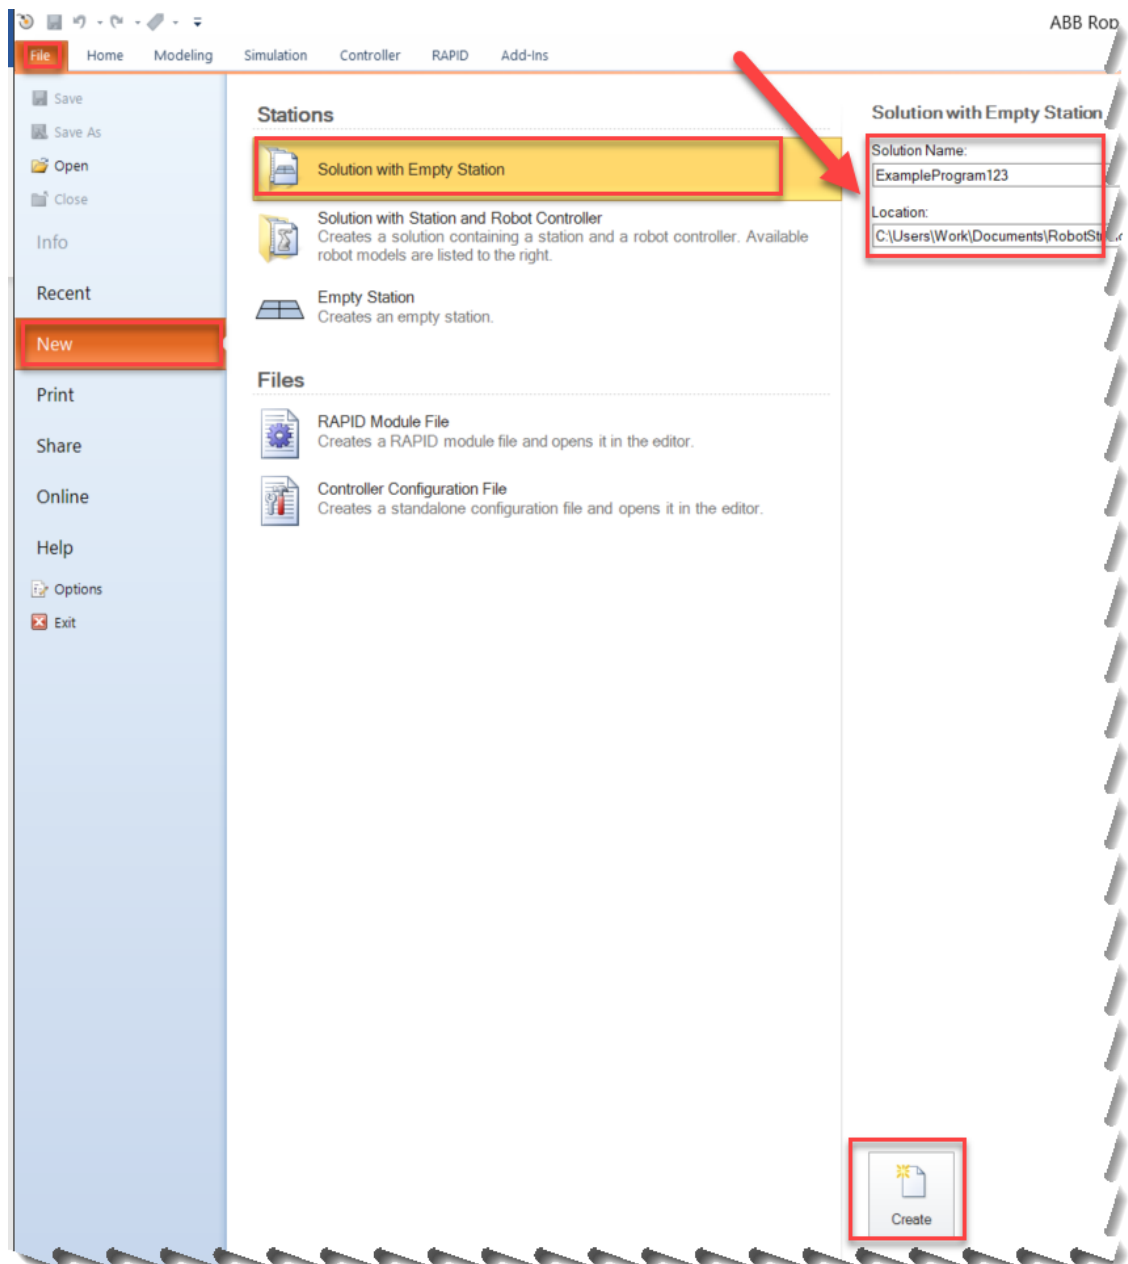 ABB Rob
File Home Modeling Simulation Controller RAPID Add-Ins
Save
Save As
Open
Close
Info
Recent
New
Print
Share
Online
Help
Options
Exit
Stations
Solution with Empty Station
Solution with Station and Robot Controller
Creates a solution containing a station and a robot controller. Available
robot models are listed to the right.
Empty Station
Creates an empty station.
Files
RAPID Module File
Creates a RAPID module file and opens it in the editor.
Controller Configuration File
Creates a standalone configuration file and opens it in the editor.
Solution with Empty Station
Solution Name:
ExampleProgram123
Location:
C:\Users\Work\Documents\RobotStu
Create